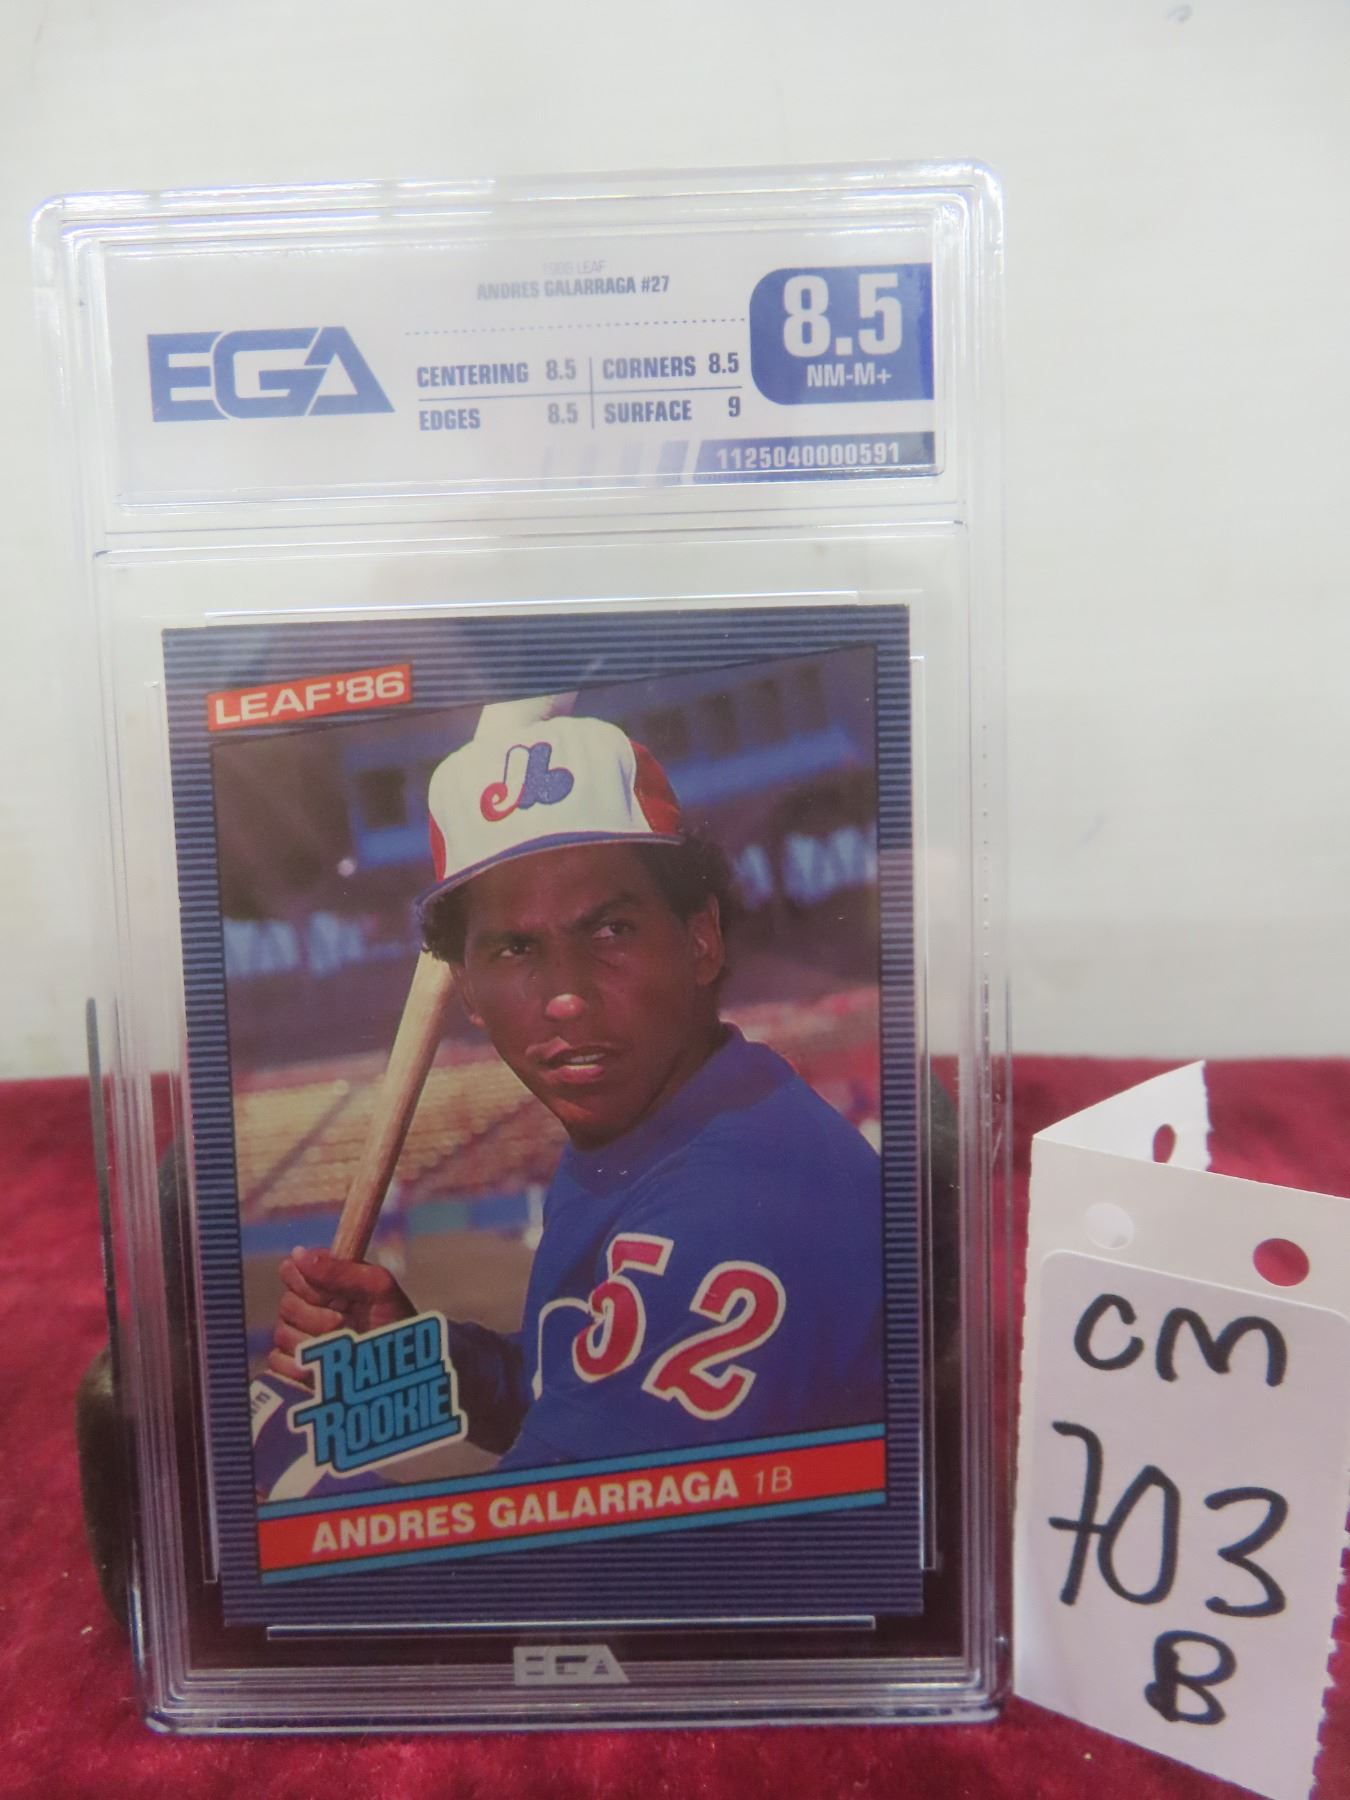 1986 LEAF
ANDRES GALARRAGA #27
EGA
CENTERING 8.5 CORNERS 8.5
EDGES 8.5 SURFACE 9
8.5
NM-M+
1125040000591
LEAF '86
52
RATED
ROOKIE
ANDRES GALARRAGA 1B
EGA
CM
703
B